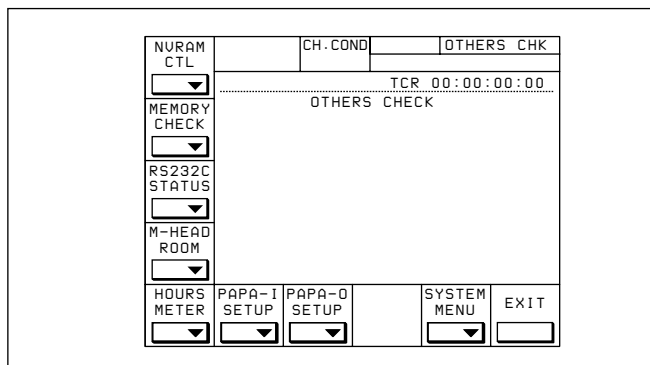 NVRAM
CTL
CH.COND
OTHERS CHK
TCR 00:00:00:00
OTHERS CHECK
MEMORY
CHECK
RS232C
STATUS
M-HEAD
ROOM
HOURS
METER
PAPA-I
SETUP
PAPA-O
SETUP
SYSTEM
MENU
EXIT